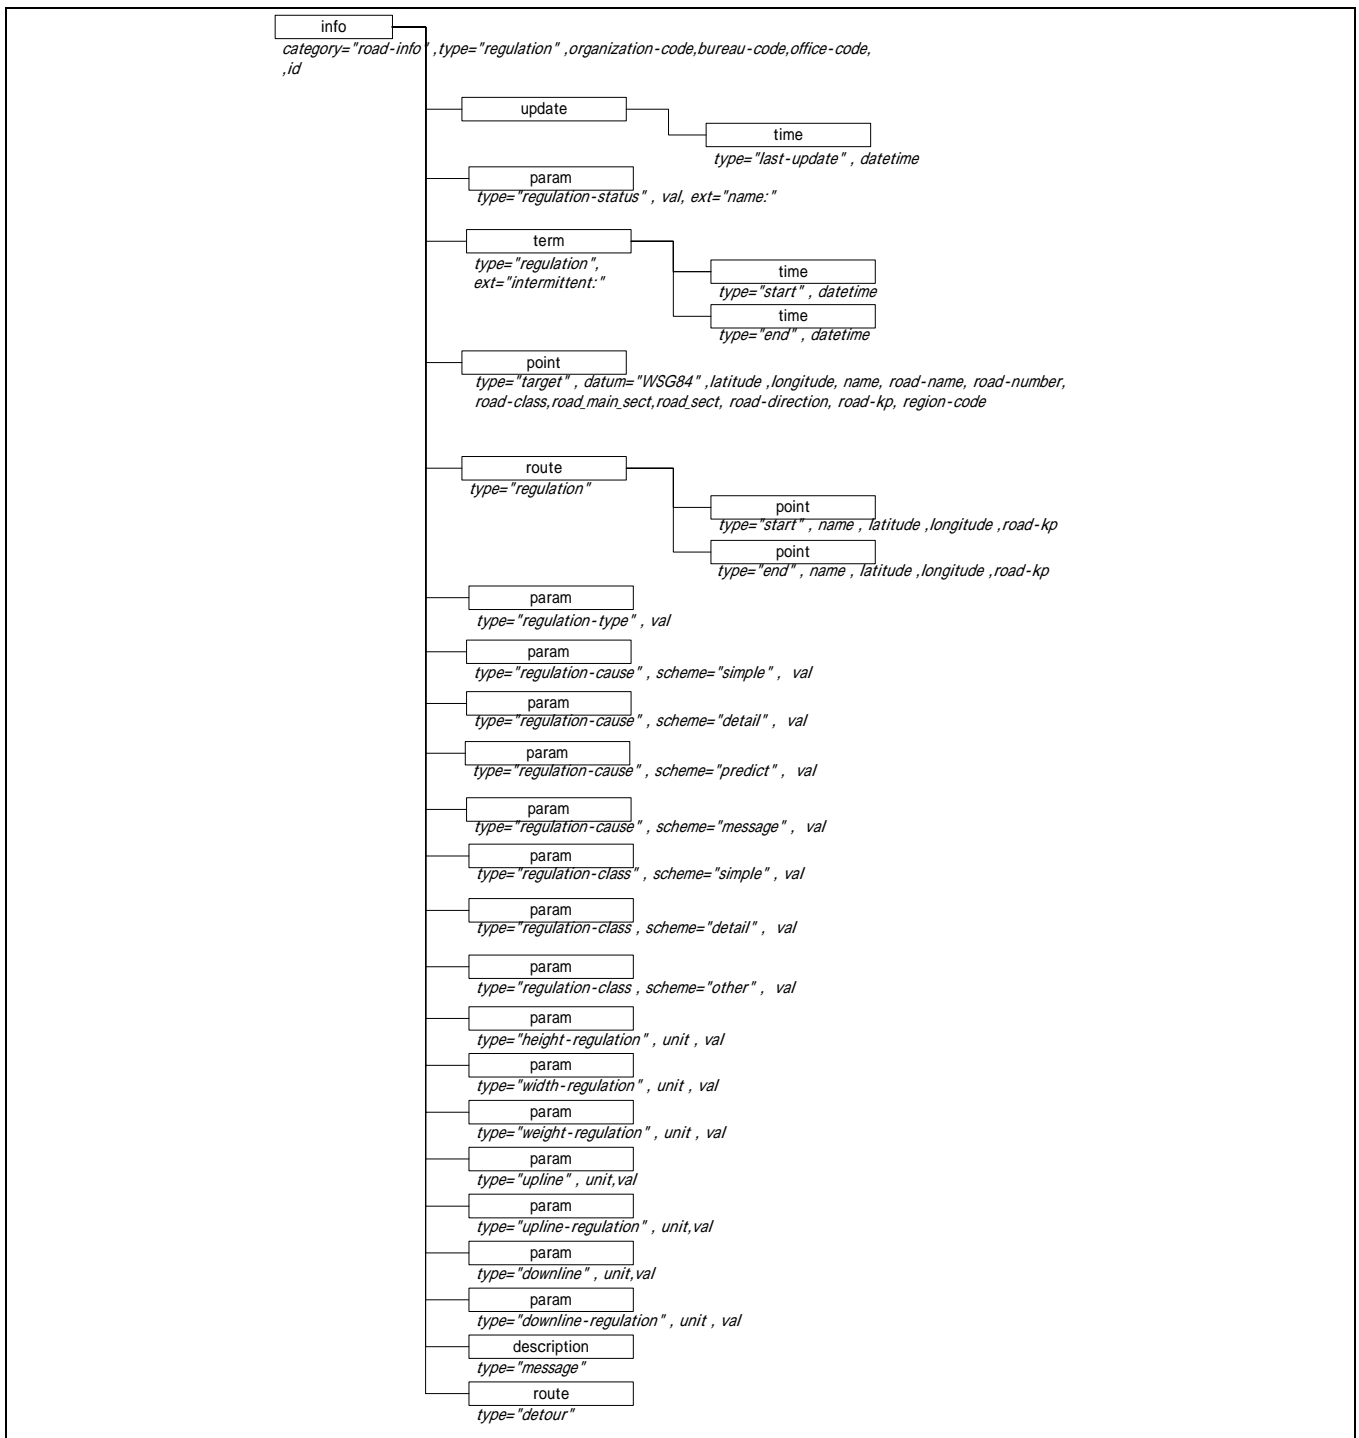 info
category="road-info" ,type="regulation" ,organization-code,bureau-code,office-code,
,id
update
time
type="last-update" , datetime
param
type="regulation-status" , val, ext="name:"
term
type="regulation",
ext="intermittent:"
time
type="start" , datetime
time
type="end" , datetime
point
type="target" , datum="WSG84" ,latitude ,longitude, name, road-name, road-number,
road-class,road_main_sect,road_sect, road-direction, road-kp, region-code
route
type="regulation"
point
type="start" , name , latitude ,longitude ,road-kp
point
type="end" , name , latitude ,longitude ,road-kp
param
type="regulation-type" , val
param
type="regulation-cause" , scheme="simple" , val
param
type="regulation-cause" , scheme="detail" , val
param
type="regulation-cause" , scheme="predict" , val
param
type="regulation-cause" , scheme="message" , val
param
type="regulation-class" , scheme="simple" , val
param
type="regulation-class , scheme="detail" , val
param
type="regulation-class , scheme="other" , val
param
type="height-regulation" , unit , val
param
type="width-regulation" , unit , val
param
type="weight-regulation" , unit , val
param
type="upline" , unit,val
param
type="upline-regulation" , unit,val
param
type="downline" , unit,val
param
type="downline-regulation" , unit , val
description
type="message"
route
type="detour"